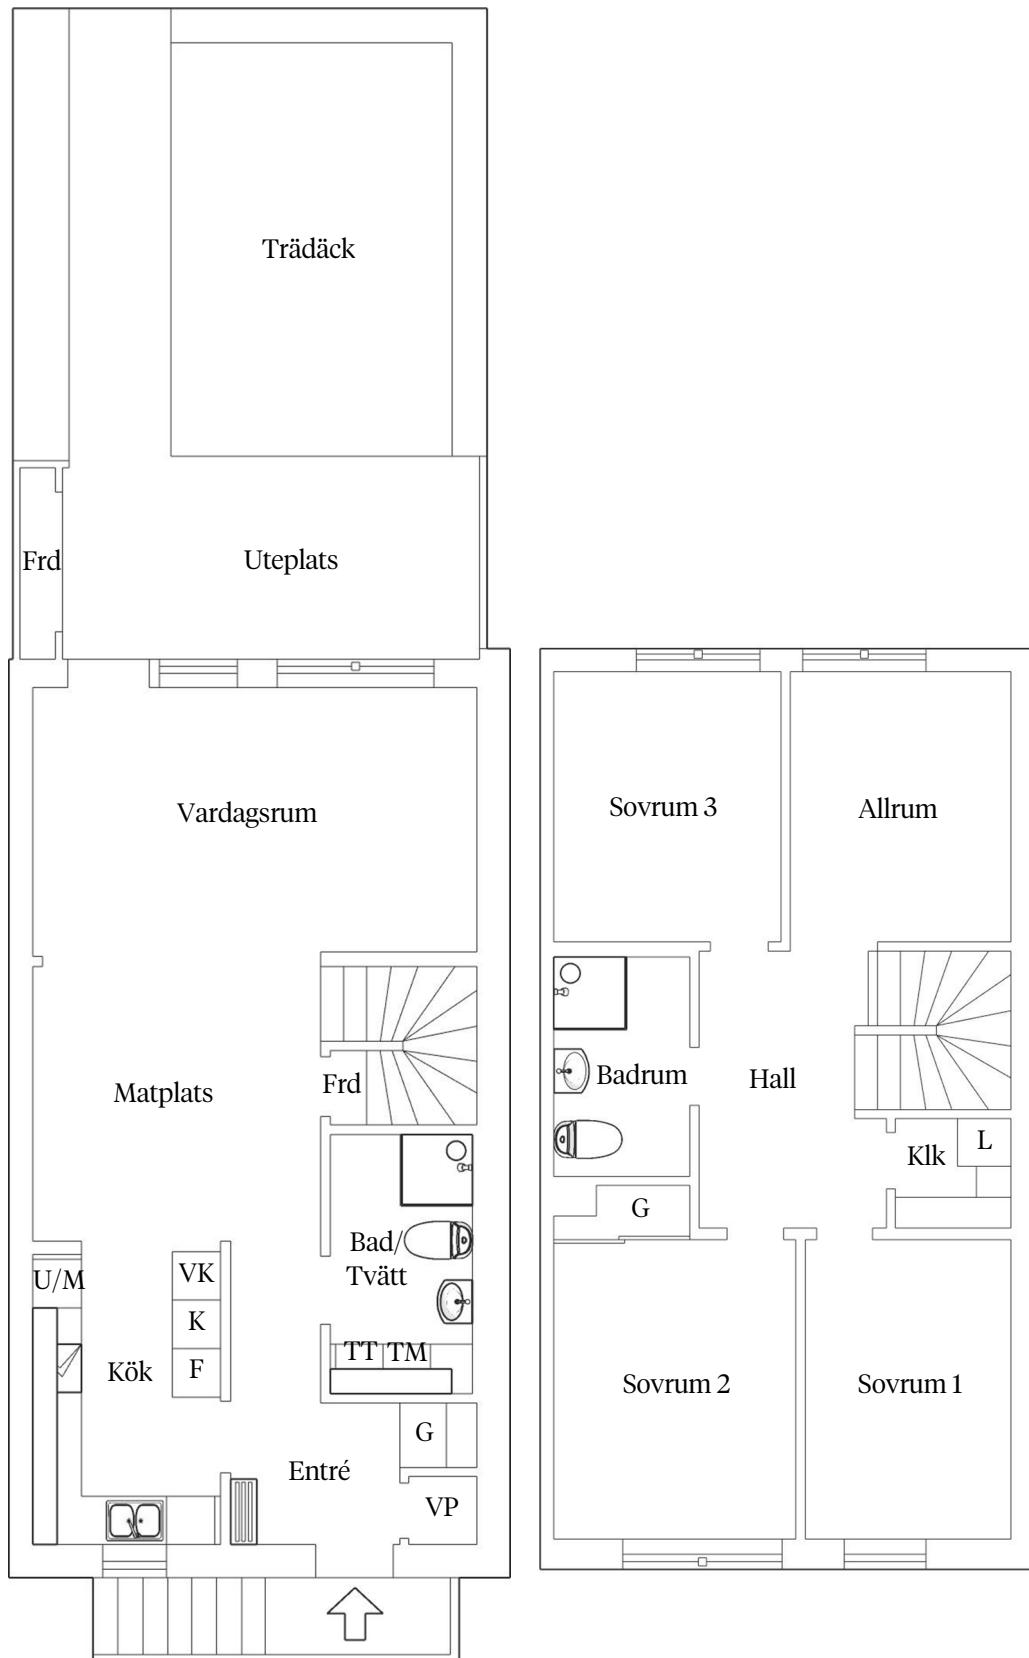 Trädäck
Frd
Uteplats
Vardagsrum
Matplats
Frd
Bad/
Tvätt
U/M
VK
K
F
Kök
TT
TM
G
Entré
VP
Sovrum 3
Allrum
Badrum
Hall
Klk
L
G
Sovrum 2
Sovrum 1